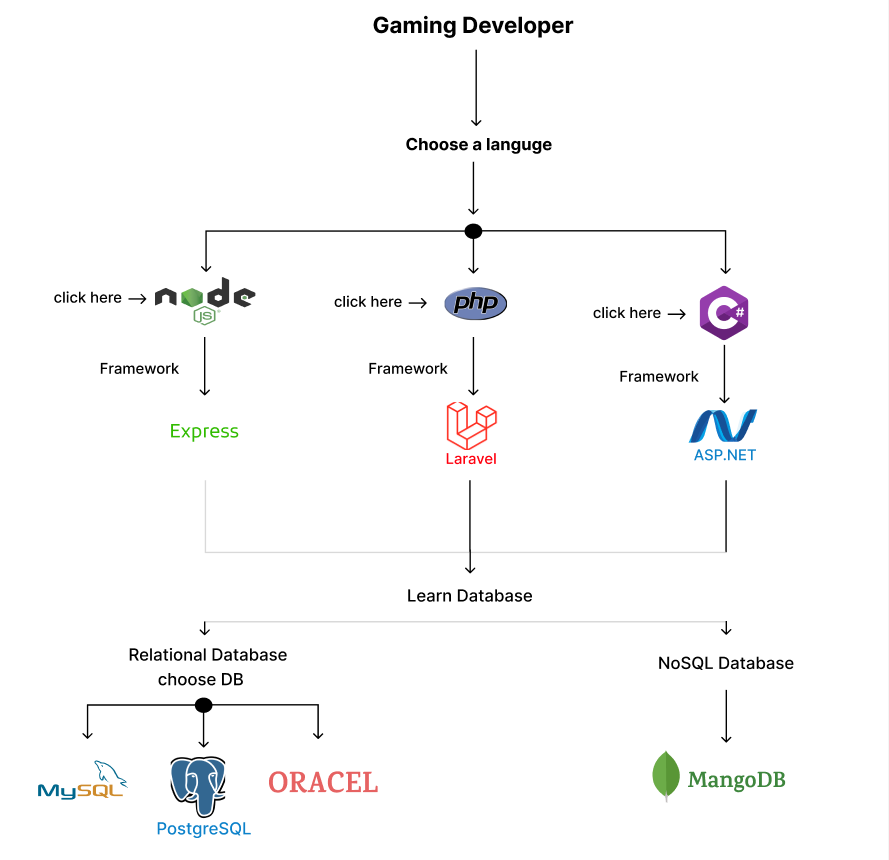 Gaming Developer
Choose a languge
click here
node
JS
click here
php
click here
C#
Framework
Framework
Framework
Express
Laravel
ASP.NET
Learn Database
Relational Database
choose DB
NoSQL Database
MySQL
PostgreSQL
ORACEL
MangoDB